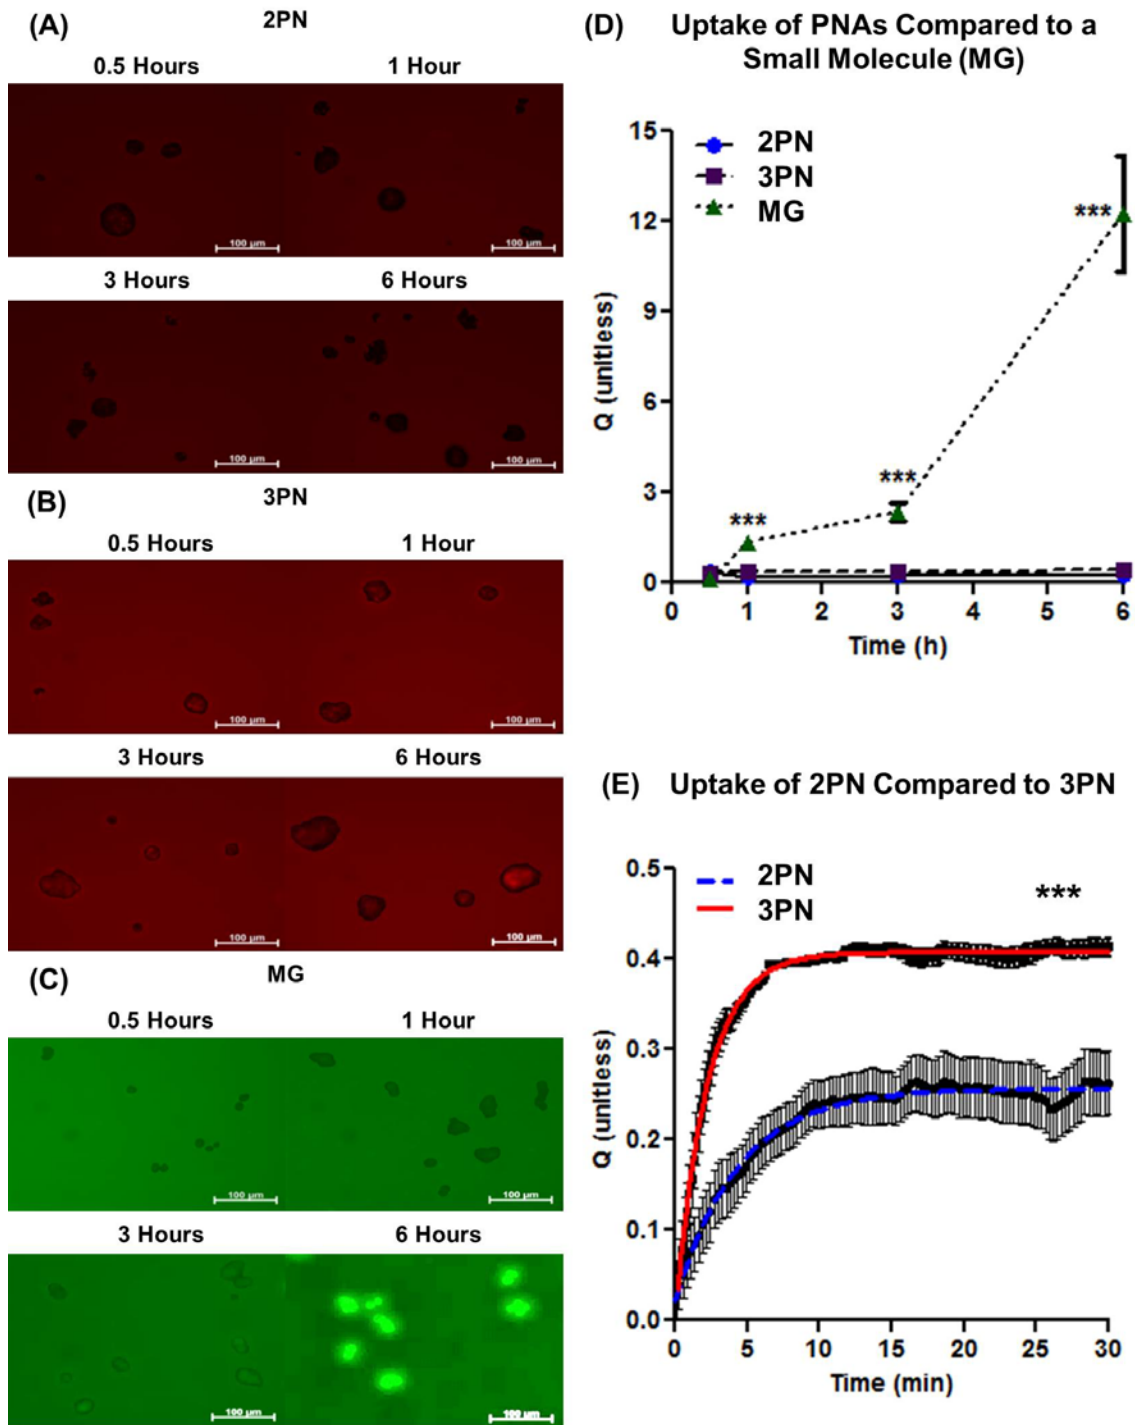 (A)
2PN
0.5 Hours
1 Hour
100 µm
100 µm
3 Hours
6 Hours
100 µm
100 µm
(B)
3PN
0.5 Hours
1 Hour
100 µm
100 µm
3 Hours
6 Hours
100 µm
100 µm
(C)
MG
0.5 Hours
1 Hour
100 µm
100 µm
3 Hours
6 Hours
100 µm
100 µm
(D)
Uptake of PNAs Compared to a
Small Molecule (MG)
2PN
3PN
MG
15
12
9
6
3
0
Q (unitless)
***
***
***
0
1
2
3
4
5
6
Time (h)
(E)
Uptake of 2PN Compared to 3PN
2PN
3PN
***
0.5
0.4
0.3
0.2
0.1
0.0
Q (unitless)
0
5
10
15
20
25
30
Time (min)